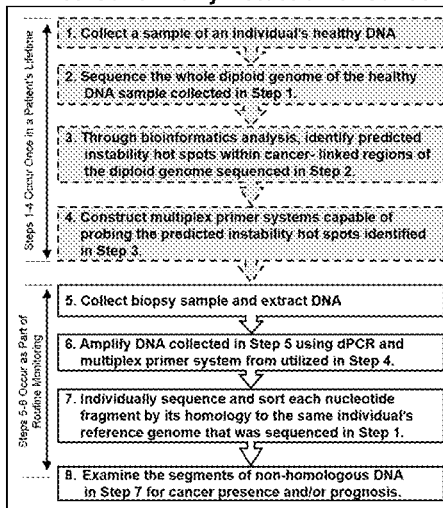 1. Collect a sample of an individual's healthy DNA
2. Sequence the whole diploid genome of the healthy
DNA sample collected in Step 1.
3. Through bioinformatics analysis, identify predicted
instability hot spots within cancer- linked regions of
the diploid genome sequenced in Step 2.
4. Construct multiplex primer systems capable of
probing the predicted instability hot spots identified
in Step 3.
Steps 1-4 Occur Once in a Patient's Lifetime
5. Collect biopsy sample and extract DNA
6. Amplify DNA collected in Step 5 using dPCR and
multiplex primer system from utilized in Step 4.
7. Individually sequence and sort each nucleotide
fragment by its homology to the same individual's
reference genome that was sequenced in Step 1.
8. Examine the segments of non-homologous DNA
in Step 7 for cancer presence and/or prognosis.
Steps 5-8 Occur as Part of
Routine Monitoring